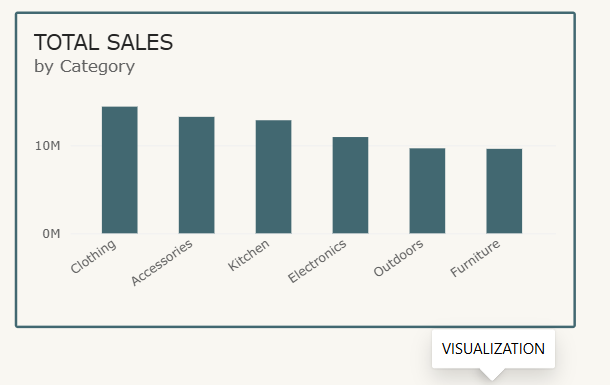 TOTAL SALES
by Category
10M
0M
Clothing
Accessories
Kitchen
Electronics
Outdoors
Furniture
VISUALIZATION